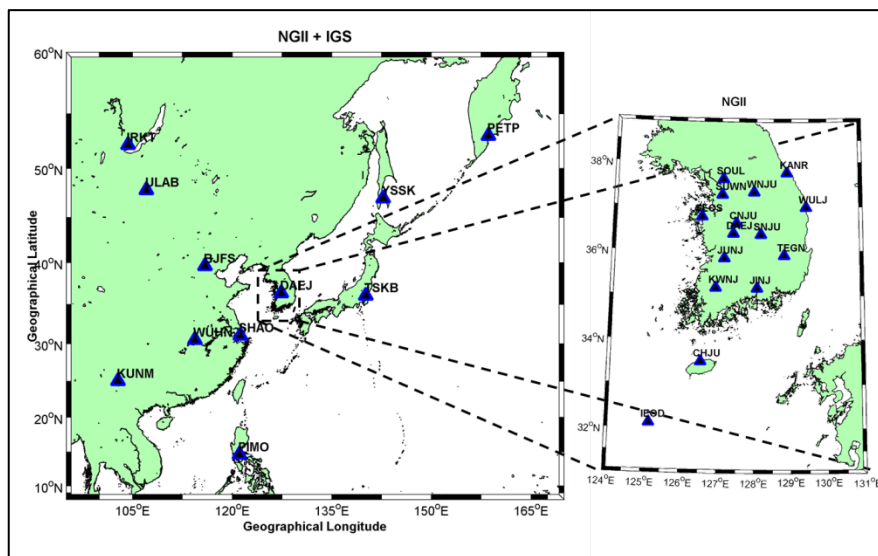 NGII + IGS
60°N
50°N
40°N
30°N
20°N
10°N
Geographical Latitude
IRKT
ULAB
PETP
YSSK
BJFS
DAEJ
TSKB
WUHN
SHAO
KUNM
PIMO
105°E
120°E
135°E
150°E
165°E
170°E
Geographical Longitude
NGII
38°N
36°N
34°N
32°N
SOUL
KANR
SUWN
WNJU
SEOS
WULJ
CNJU
DAEJ
SNJU
JUNJ
TEGN
KWNJ
JINJ
CHJU
IEOD
124°E
125°E
127°E
128°E
129°E
130°E
131°E